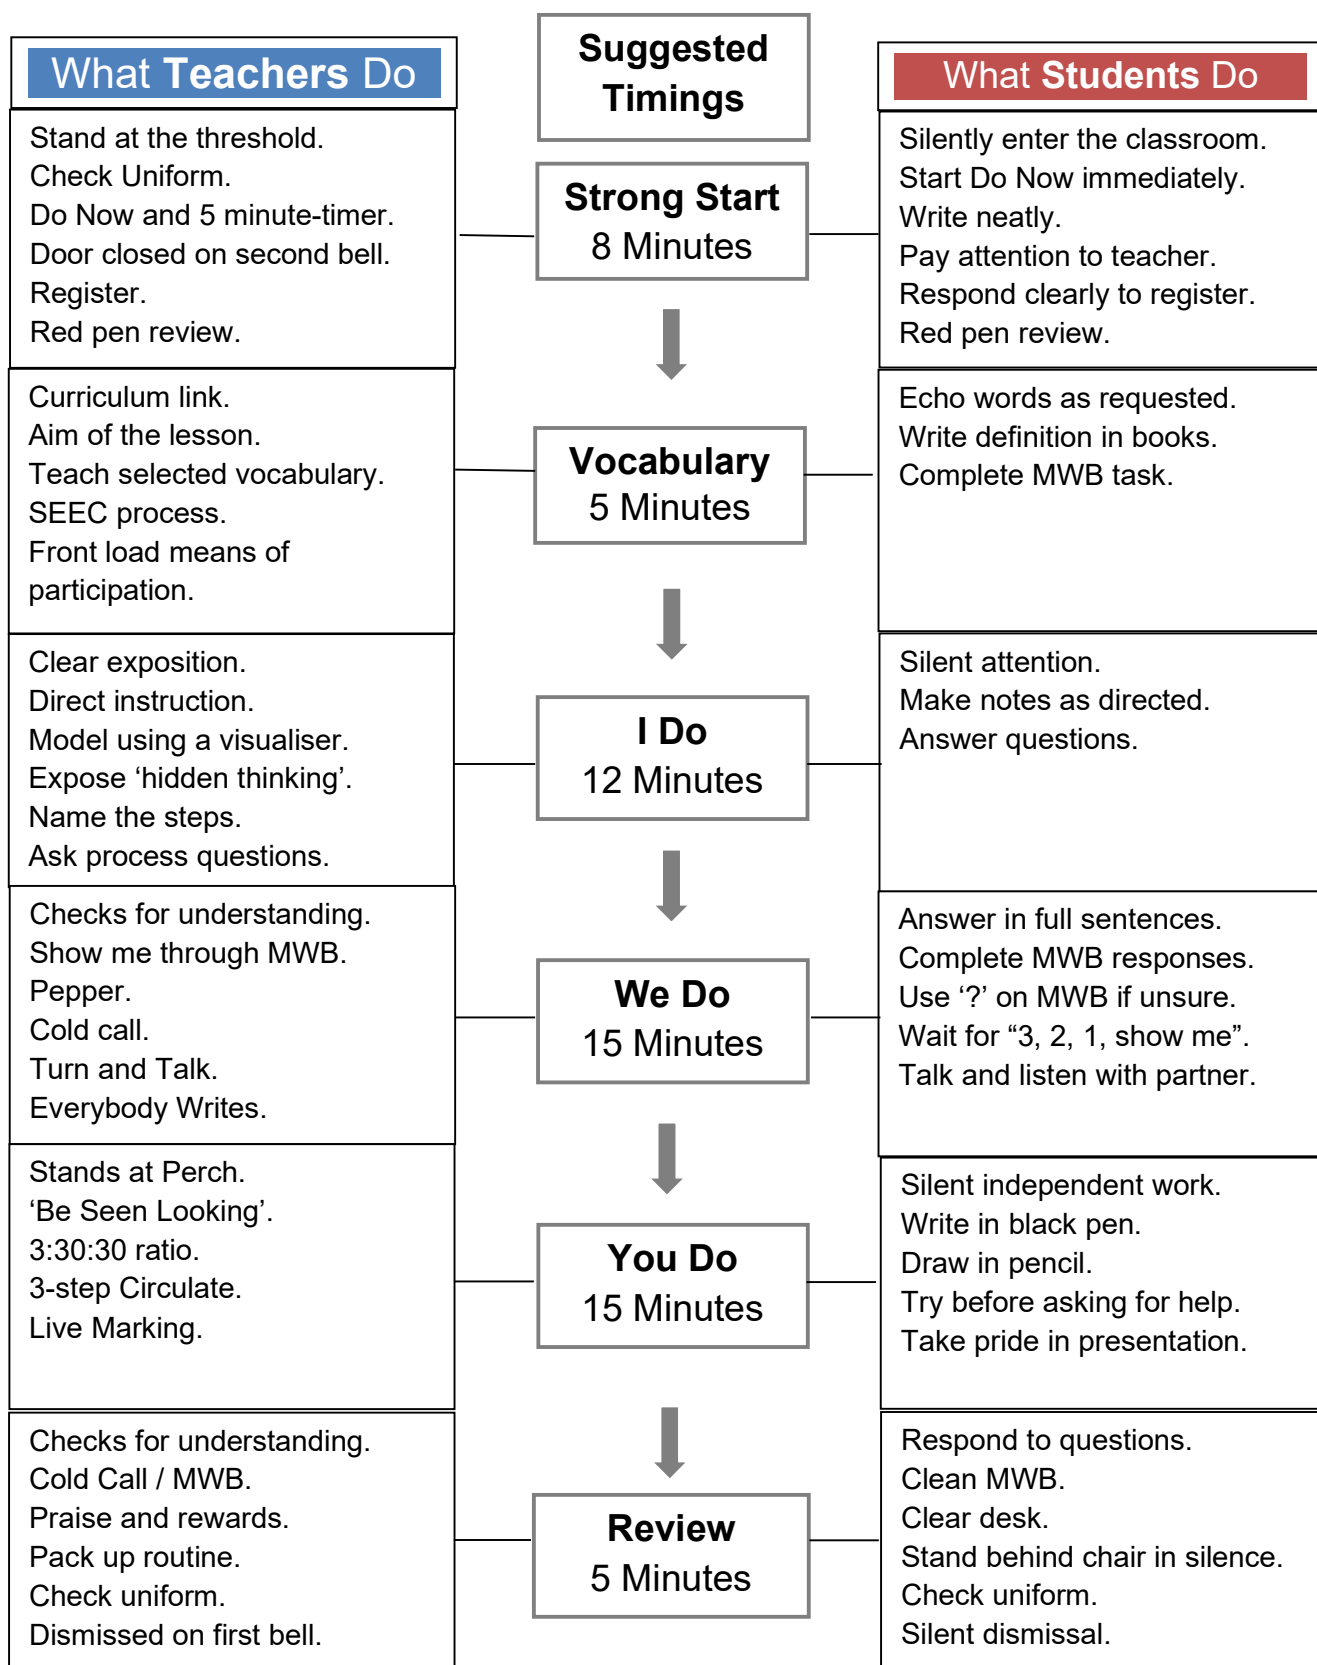 What Teachers Do
Suggested
Timings
What Students Do
Stand at the threshold.
Check Uniform.
Do Now and 5 minute-timer.
Door closed on second bell.
Register.
Red pen review.
Strong Start
8 Minutes
Silently enter the classroom.
Start Do Now immediately.
Write neatly.
Pay attention to teacher.
Respond clearly to register.
Red pen review.
Curriculum link.
Aim of the lesson.
Teach selected vocabulary.
SEEC process.
Front load means of
participation.
Vocabulary
5 Minutes
Echo words as requested.
Write definition in books.
Complete MWB task.
Clear exposition.
Direct instruction.
Model using a visualiser.
Expose ‘hidden thinking’.
Name the steps.
Ask process questions.
I Do
12 Minutes
Silent attention.
Make notes as directed.
Answer questions.
Checks for understanding.
Show me through MWB.
Pepper.
Cold call.
Turn and Talk.
Everybody Writes.
We Do
15 Minutes
Answer in full sentences.
Complete MWB responses.
Use ‘?’ on MWB if unsure.
Wait for “3, 2, 1, show me”.
Talk and listen with partner.
Stands at Perch.
‘Be Seen Looking’.
3:30:30 ratio.
3-step Circulate.
Live Marking.
You Do
15 Minutes
Silent independent work.
Write in black pen.
Draw in pencil.
Try before asking for help.
Take pride in presentation.
Checks for understanding.
Cold Call / MWB.
Praise and rewards.
Pack up routine.
Check uniform.
Dismissed on first bell.
Review
5 Minutes
Respond to questions.
Clean MWB.
Clear desk.
Stand behind chair in silence.
Check uniform.
Silent dismissal.